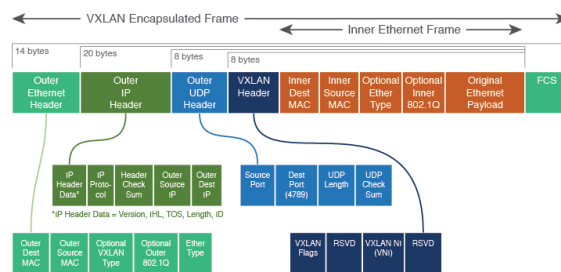 VXLAN Encapsulated Frame
Inner Ethernet Frame
14 bytes
20 bytes
8 bytes
8 bytes
Outer Ethernet Header
Outer IP Header
Outer UDP Header
VXLAN Header
Inner Dest MAC
Inner Source MAC
Optional Ether Type
Optional Inner 802.1Q
Original Ethernet Payload
FCS
IP Header Data*
IP Proto-col
Header Check Sum
Outer Source IP
Outer Dest IP
Source Port
Dest Port (4789)
UDP Length
UDP Check Sum
*IP Header Data = Version, IHL, TOS, Length, ID
Outer Dest MAC
Outer Source MAC
Optional VXLAN Type
Optional Outer 802.1Q
Ether Type
VXLAN Flags
RSVD
VXLAN NI (VNI)
RSVD